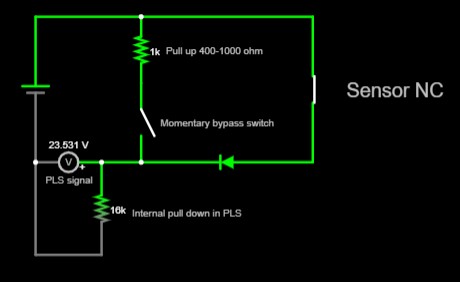 1k Pull up 400-1000 ohm
Sensor NC
Momentary bypass switch
23.531 V
V
+
PLS signal
16k Internal pull down in PLS